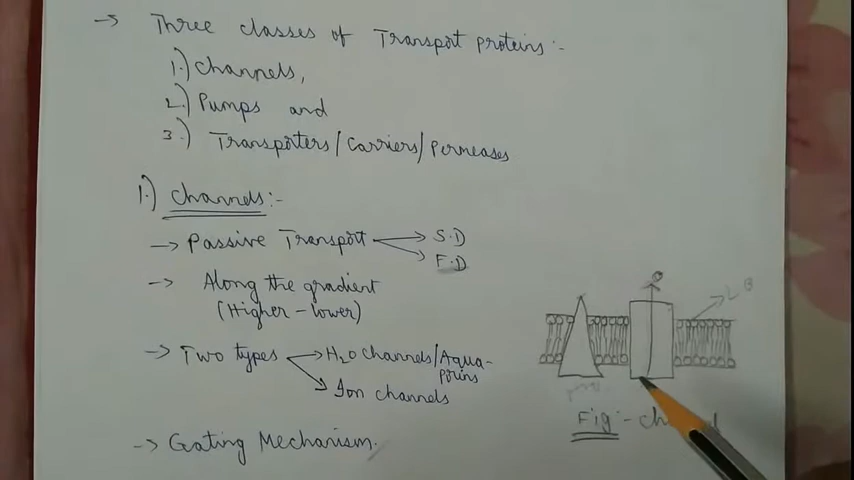 → Three classes of Transport proteins:-
1.) Channels,
2.) Pumps and
3.) Transporters/Carriers/Permeases
1.) Channels:-
→ Passive Transport → S.D
→ F.D
→ Along the gradient
(Higher - lower)
→ Two types → H2O channels/Aqua-
porins
→ Ion channels
→ Gating Mechanism.
L B
Fig:-